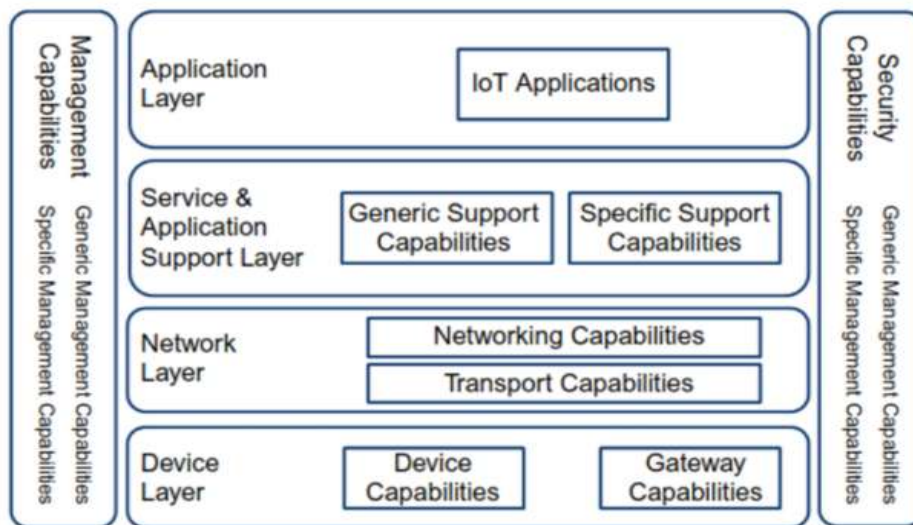 Management
Capabilities
Generic Management Capabilities
Specific Management Capabilities
Application
Layer
IoT Applications
Service &
Application
Support Layer
Generic Support
Capabilities
Specific Support
Capabilities
Network
Layer
Networking Capabilities
Transport Capabilities
Device
Layer
Device
Capabilities
Gateway
Capabilities
Security
Capabilities
Generic Management Capabilities
Specific Management Capabilities